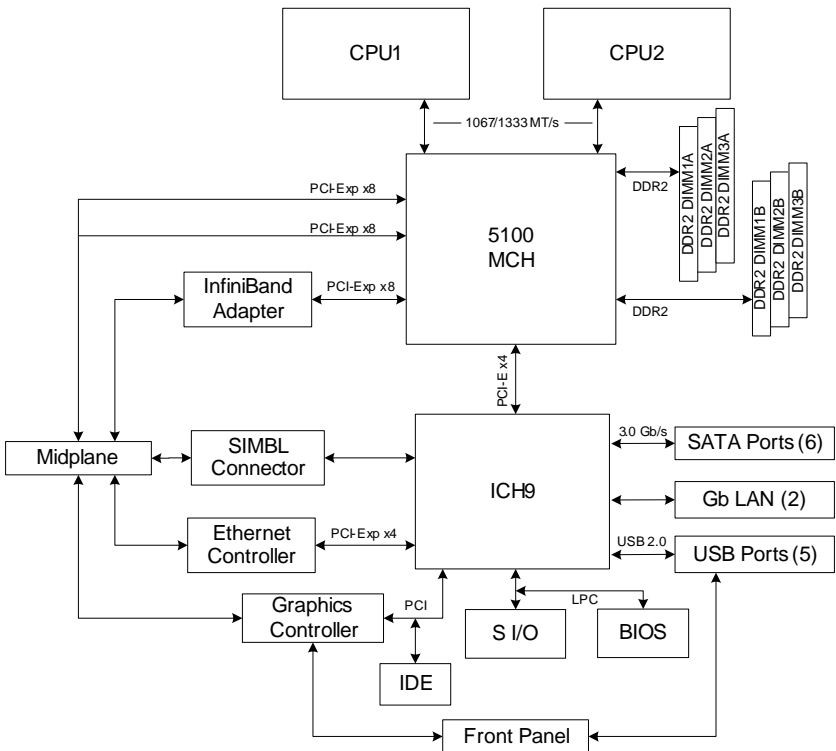 CPU1
CPU2
1067/1333 MT/s
PCI-Exp x8
PCI-Exp x8
5100
MCH
DDR2
DDR2 DIMM1A
DDR2 DIMM2A
DDR2 DIMM3A
DDR2 DIMM1B
DDR2 DIMM2B
DDR2 DIMM3B
InfiniBand
Adapter
PCI-Exp x8
DDR2
PCI-E x4
Midplane
SIMBL
Connector
ICH9
3.0 Gb/s
SATA Ports (6)
Gb LAN (2)
Ethernet
Controller
PCI-Exp x4
USB 2.0
USB Ports (5)
Graphics
Controller
PCI
LPC
S I/O
BIOS
IDE
Front Panel